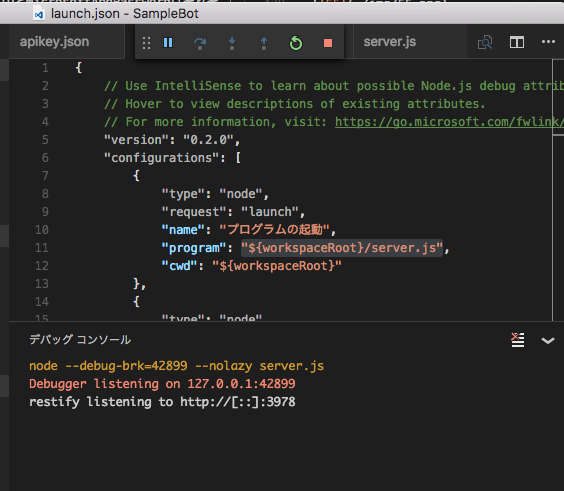 launch.json - SampleBot
apikey.json server.js
1 {
2 // Use IntelliSense to learn about possible Node.js debug attrib
3 // Hover to view descriptions of existing attributes.
4 // For more information, visit: https://go.microsoft.com/fwlink/
5 "version": "0.2.0",
6 "configurations": [
7 {
8 "type": "node",
9 "request": "launch",
10 "name": "プログラムの起動",
11 "program": "${workspaceRoot}/server.js",
12 "cwd": "${workspaceRoot}"
13 },
14 {
15 "type": "node"
デバッグ コンソール
node --debug-brk=42899 --nolazy server.js
Debugger listening on 127.0.0.1:42899
restify listening to http://[::]:3978